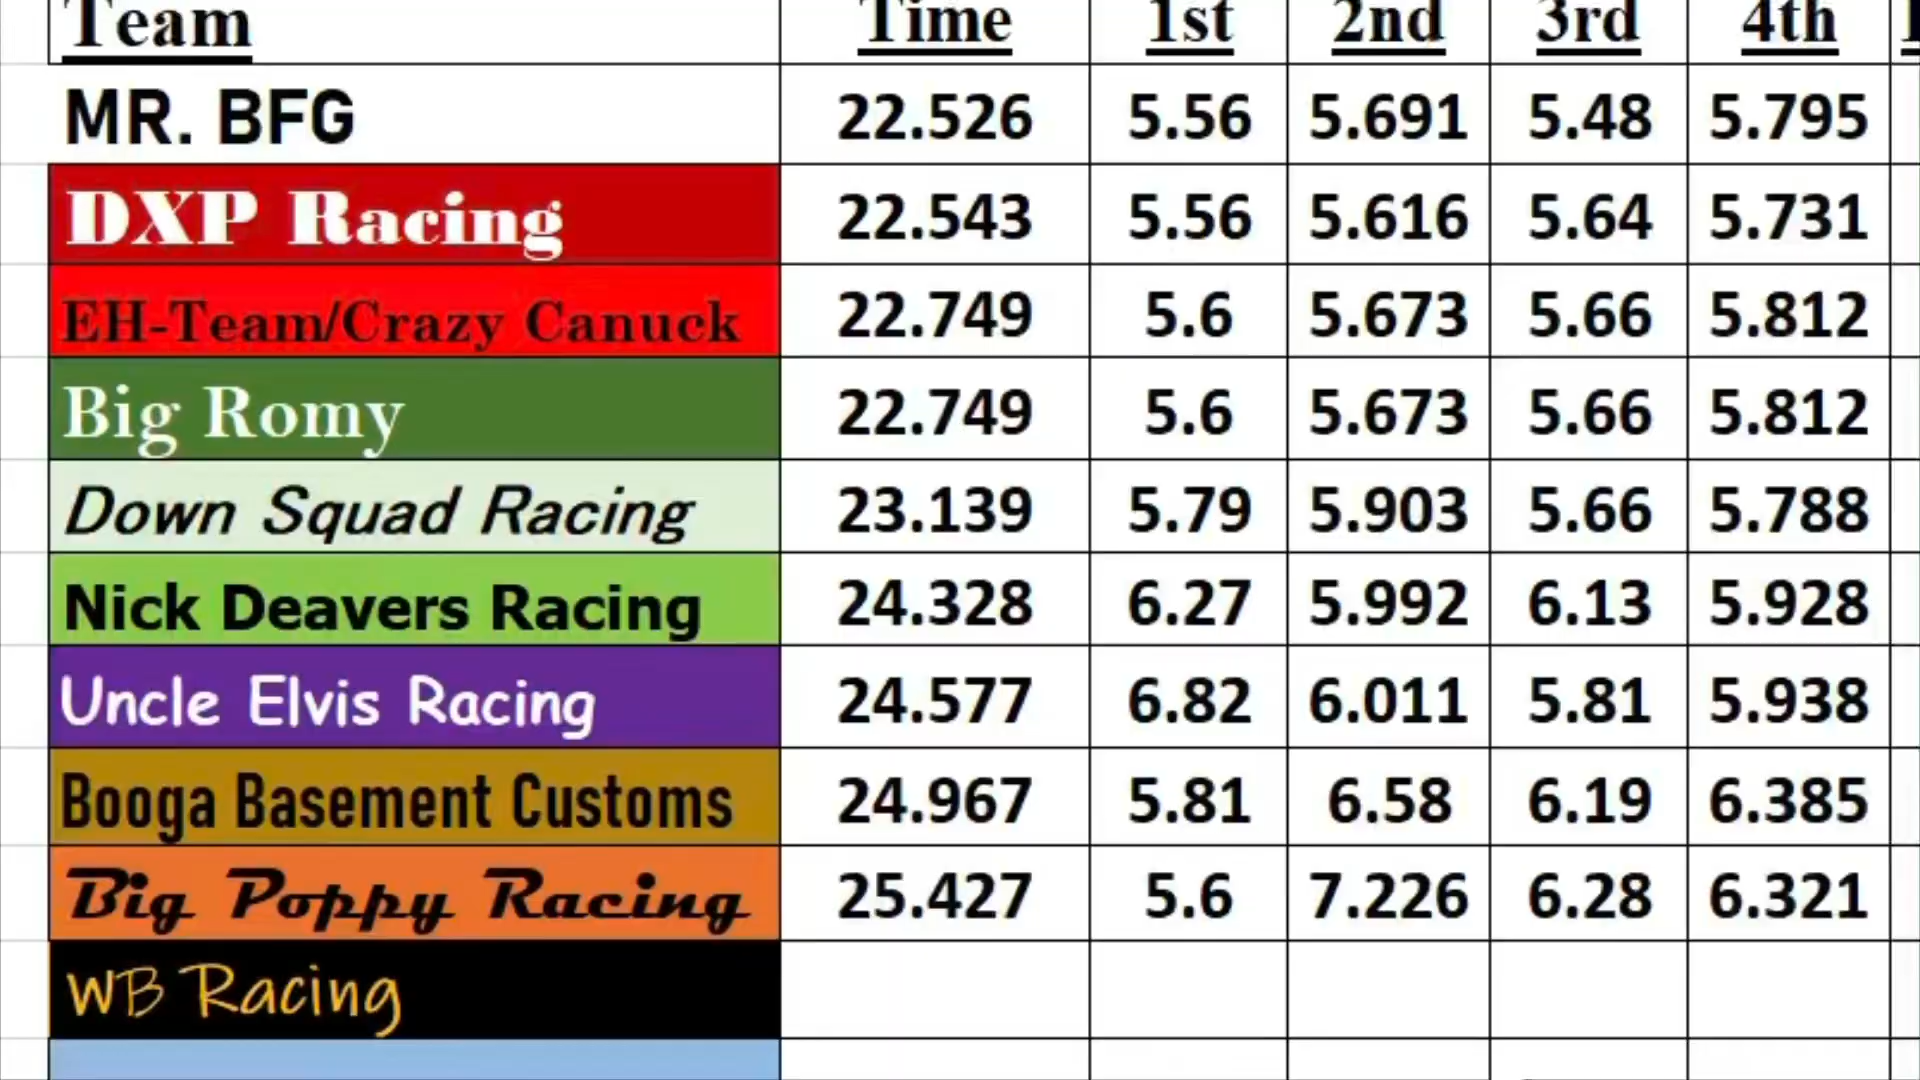 Team Time 1st 2nd 3rd 4th
MR. BFG 22.526 5.56 5.691 5.48 5.795
DXP Racing 22.543 5.56 5.616 5.64 5.731
EH-Team/Crazy Canuck 22.749 5.6 5.673 5.66 5.812
Big Romy 22.749 5.6 5.673 5.66 5.812
Down Squad Racing 23.139 5.79 5.903 5.66 5.788
Nick Deavers Racing 24.328 6.27 5.992 6.13 5.928
Uncle Elvis Racing 24.577 6.82 6.011 5.81 5.938
Booga Basement Customs 24.967 5.81 6.58 6.19 6.385
Big Poppy Racing 25.427 5.6 7.226 6.28 6.321
WB Racing